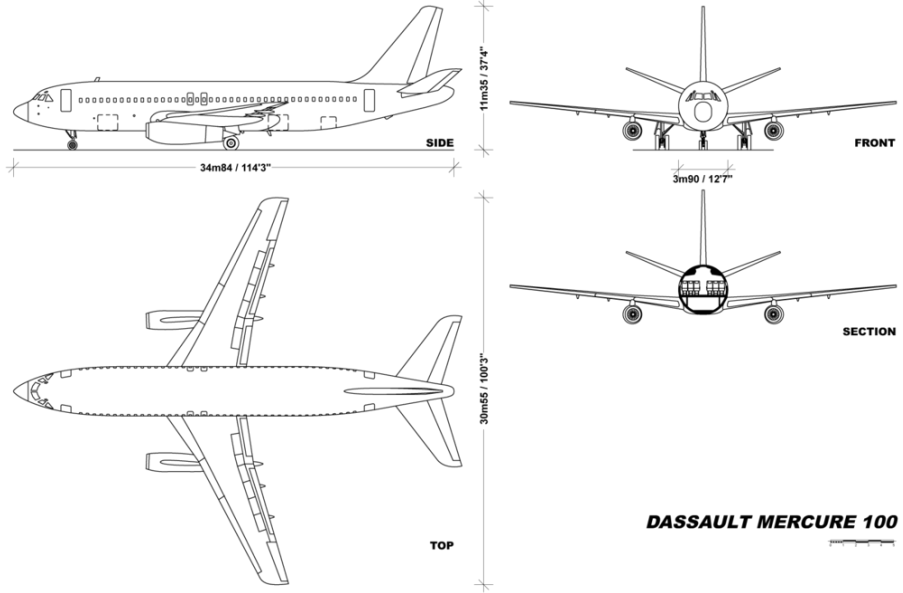 11m35 / 37'4"
SIDE
34m84 / 114'3"
FRONT
3m90 / 12'7"
SECTION
30m55 / 100'3"
TOP
DASSAULT MERCURE 100